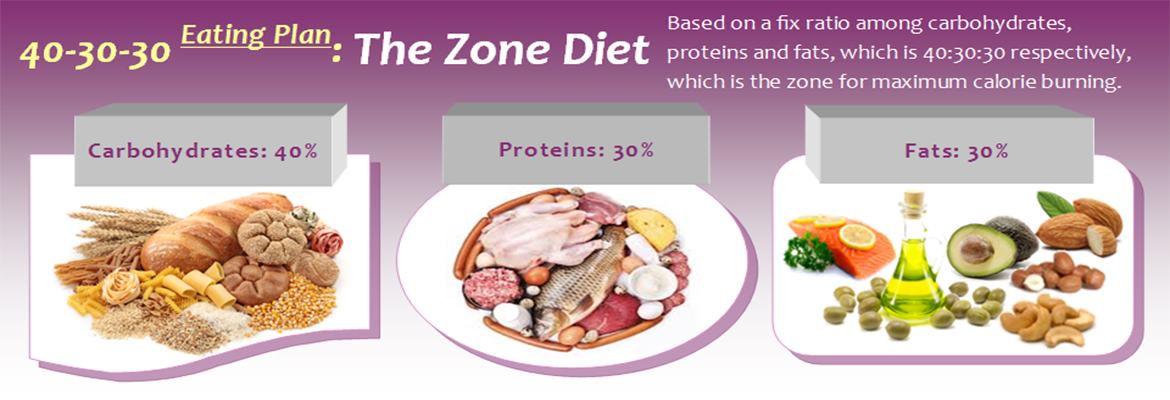 40-30-30 Eating Plan: The Zone Diet
Based on a fix ratio among carbohydrates,
proteins and fats, which is 40:30:30 respectively,
which is the zone for maximum calorie burning.
Carbohydrates: 40%
Proteins: 30%
Fats: 30%